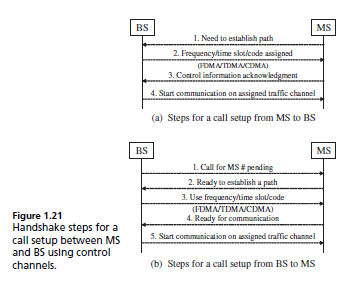 BS
MS
1. Need to establish path
2. Frequency/time slot/code assigned
(FDMA/TDMA/CDMA)
3. Control information acknowledgment
4. Start communication on assigned traffic channel
(a) Steps for a call setup from MS to BS
BS
MS
1. Call for MS # pending
2. Ready to establish a path
3. Use frequency/time slot/code
(FDMA/TDMA/CDMA)
4. Ready for communication
5. Start communication on assigned traffic channel
(b) Steps for a call setup from BS to MS
Figure 1.21
Handshake steps for a
call setup between MS
and BS using control
channels.